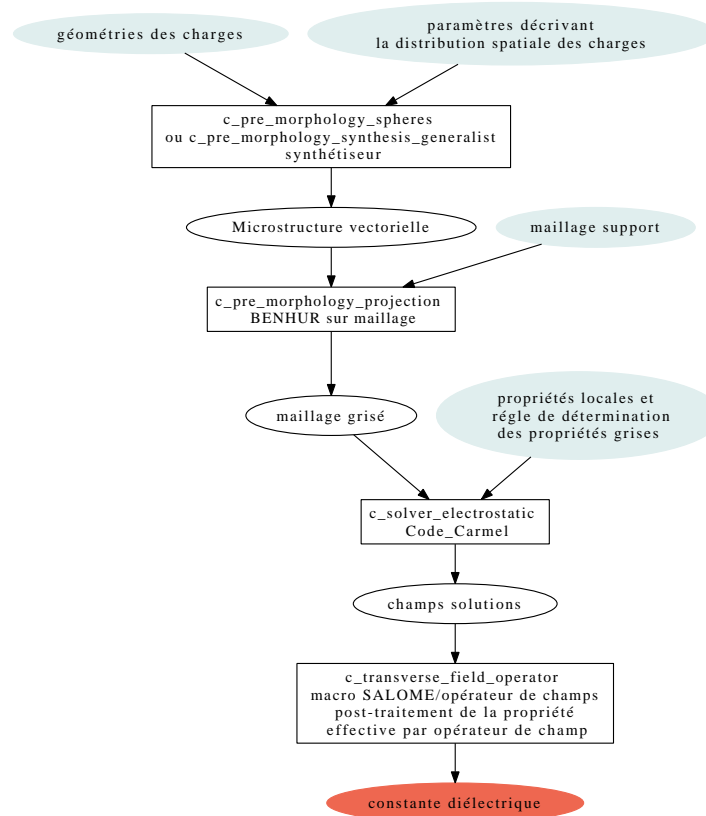 géométries des charges
paramètres décrivant
la distribution spatiale des charges
c_pre_morphology_spheres
ou c_pre_morphology_synthesis_generalist
synthétiseur
Microstructure vectorielle
maillage support
c_pre_morphology_projection
BENHUR sur maillage
maillage grisé
propriétés locales et
régle de détermination
des propriétés grises
c_solver_electrostatic
Code_Carmel
champs solutions
c_transverse_field_operator
macro SALOME/opérateur de champs
post-traitement de la propriété
effective par opérateur de champ
constante diélectrique